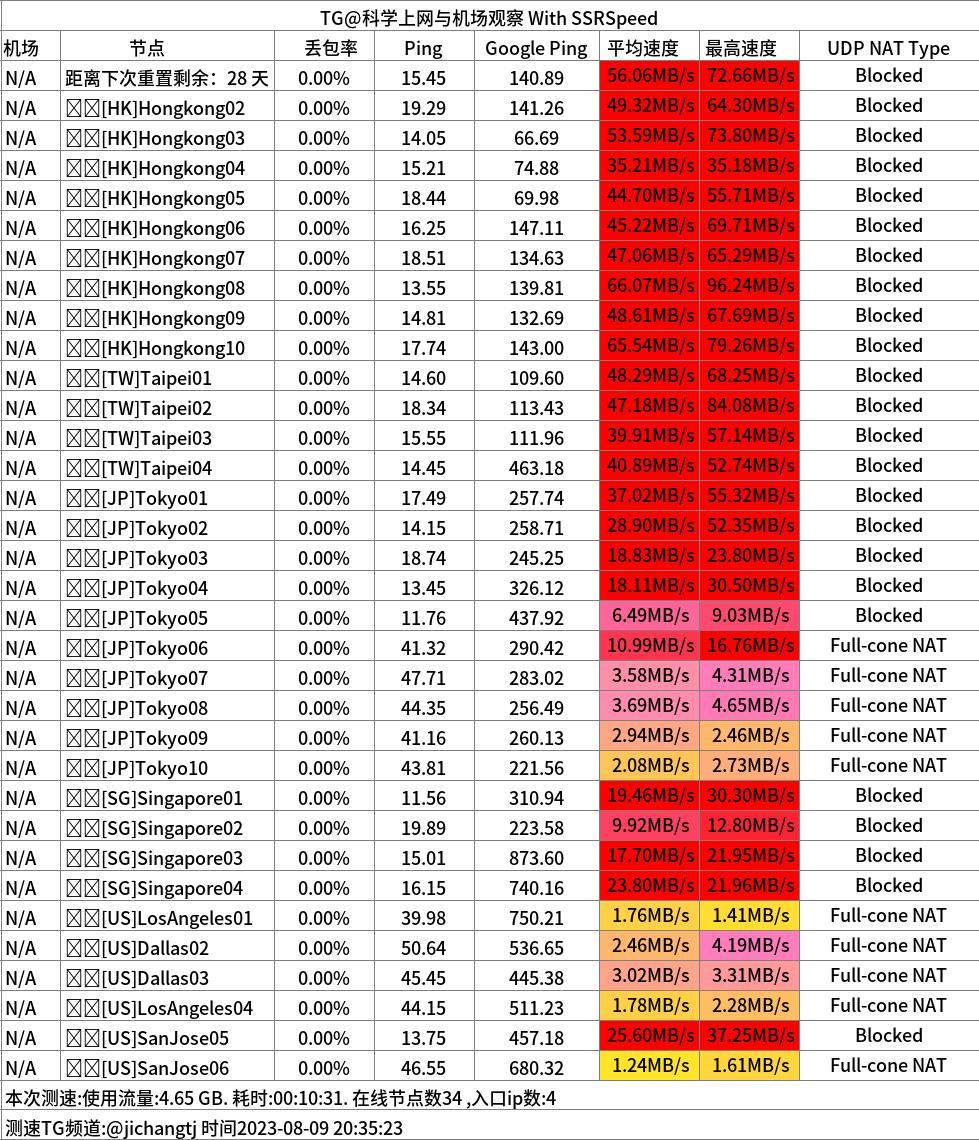 TG@科学上网与机场观察 With SSRSpeed
机场 节点 丢包率 Ping Google Ping 平均速度 最高速度 UDP NAT Type
N/A 距离下次重置剩余：28 天 0.00% 15.45 140.89 56.06MB/s 72.66MB/s Blocked
N/A [HK]Hongkong02 0.00% 19.29 141.26 49.32MB/s 64.30MB/s Blocked
N/A [HK]Hongkong03 0.00% 14.05 66.69 53.59MB/s 73.80MB/s Blocked
N/A [HK]Hongkong04 0.00% 15.21 74.88 35.21MB/s 35.18MB/s Blocked
N/A [HK]Hongkong05 0.00% 18.44 69.98 44.70MB/s 55.71MB/s Blocked
N/A [HK]Hongkong06 0.00% 16.25 147.11 45.22MB/s 69.71MB/s Blocked
N/A [HK]Hongkong07 0.00% 18.51 134.63 47.06MB/s 65.29MB/s Blocked
N/A [HK]Hongkong08 0.00% 13.55 139.81 66.07MB/s 96.24MB/s Blocked
N/A [HK]Hongkong09 0.00% 14.81 132.69 48.61MB/s 67.69MB/s Blocked
N/A [HK]Hongkong10 0.00% 17.74 143.00 65.54MB/s 79.26MB/s Blocked
N/A [TW]Taipei01 0.00% 14.60 109.60 48.29MB/s 68.25MB/s Blocked
N/A [TW]Taipei02 0.00% 18.34 113.43 47.18MB/s 84.08MB/s Blocked
N/A [TW]Taipei03 0.00% 15.55 111.96 39.91MB/s 57.14MB/s Blocked
N/A [TW]Taipei04 0.00% 14.45 463.18 40.89MB/s 52.74MB/s Blocked
N/A [JP]Tokyo01 0.00% 17.49 257.74 37.02MB/s 55.32MB/s Blocked
N/A [JP]Tokyo02 0.00% 14.15 258.71 28.90MB/s 52.35MB/s Blocked
N/A [JP]Tokyo03 0.00% 18.74 245.25 18.83MB/s 23.80MB/s Blocked
N/A [JP]Tokyo04 0.00% 13.45 326.12 18.11MB/s 30.50MB/s Blocked
N/A [JP]Tokyo05 0.00% 11.76 437.92 6.49MB/s 9.03MB/s Blocked
N/A [JP]Tokyo06 0.00% 41.32 290.42 10.99MB/s 16.76MB/s Full-cone NAT
N/A [JP]Tokyo07 0.00% 47.71 283.02 3.58MB/s 4.31MB/s Full-cone NAT
N/A [JP]Tokyo08 0.00% 44.35 256.49 3.69MB/s 4.65MB/s Full-cone NAT
N/A [JP]Tokyo09 0.00% 41.16 260.13 2.94MB/s 2.46MB/s Full-cone NAT
N/A [JP]Tokyo10 0.00% 43.81 221.56 2.08MB/s 2.73MB/s Full-cone NAT
N/A [SG]Singapore01 0.00% 11.56 310.94 19.46MB/s 30.30MB/s Blocked
N/A [SG]Singapore02 0.00% 19.89 223.58 9.92MB/s 12.80MB/s Blocked
N/A [SG]Singapore03 0.00% 15.01 873.60 17.70MB/s 21.95MB/s Blocked
N/A [SG]Singapore04 0.00% 16.15 740.16 23.80MB/s 21.96MB/s Blocked
N/A [US]LosAngeles01 0.00% 39.98 750.21 1.76MB/s 1.41MB/s Full-cone NAT
N/A [US]Dallas02 0.00% 50.64 536.65 2.46MB/s 4.19MB/s Full-cone NAT
N/A [US]Dallas03 0.00% 45.45 445.38 3.02MB/s 3.31MB/s Full-cone NAT
N/A [US]LosAngeles04 0.00% 44.15 511.23 1.78MB/s 2.28MB/s Full-cone NAT
N/A [US]SanJose05 0.00% 13.75 457.18 25.60MB/s 37.25MB/s Blocked
N/A [US]SanJose06 0.00% 46.55 680.32 1.24MB/s 1.61MB/s Full-cone NAT
本次测速:使用流量:4.65 GB. 耗时:00:10:31. 在线节点数34 ,入口ip数:4
测速TG频道:@jichangtj 时间2023-08-09 20:35:23